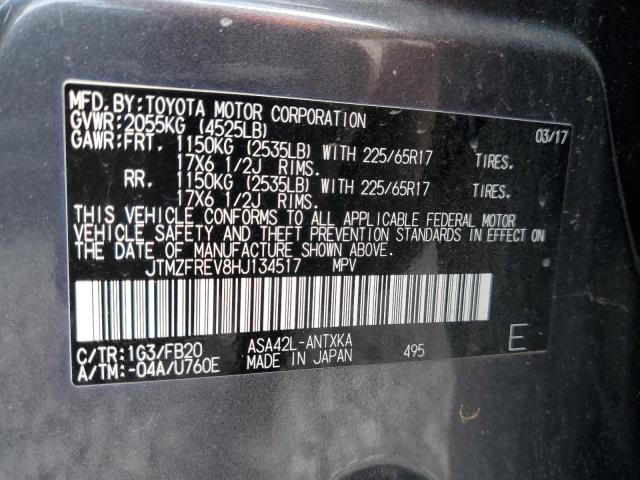 MFD. BY: TOYOTA MOTOR CORPORATION 03/17
GVWR: 2055KG (4525LB)
GAWR: FRT. 1150KG (2535LB) WITH 225/65R17 TIRES.
17X6 1/2J RIMS.
RR. 1150KG (2535LB) WITH 225/65R17 TIRES.
17X6 1/2J RIMS.
THIS VEHICLE CONFORMS TO ALL APPLICABLE FEDERAL MOTOR
VEHICLE SAFETY AND THEFT PREVENTION STANDARDS IN EFFECT ON
THE DATE OF MANUFACTURE SHOWN ABOVE.
JTMZFREV8HJ134517 MPV
C/TR: 1G3/FB20 ASA42L-ANTXKA
A/TM: -04A/U760E MADE IN JAPAN 495 E